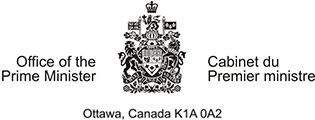 Office of the
Prime Minister
Cabinet du
Premier ministre
Ottawa, Canada K1A 0A2